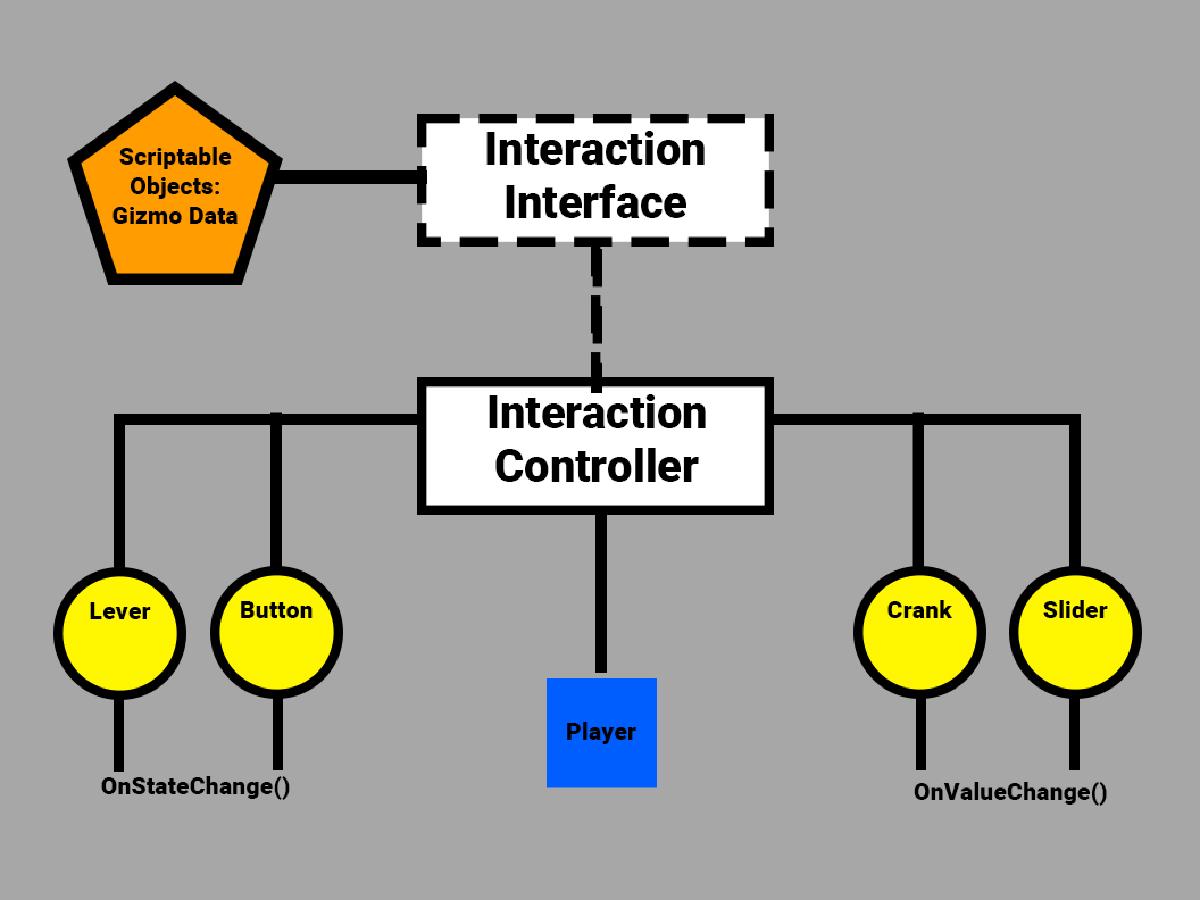 Scriptable
Objects:
Gizmo Data
Interaction
Interface
Interaction
Controller
Lever
Button
Crank
Slider
Player
OnStateChange()
OnValueChange()